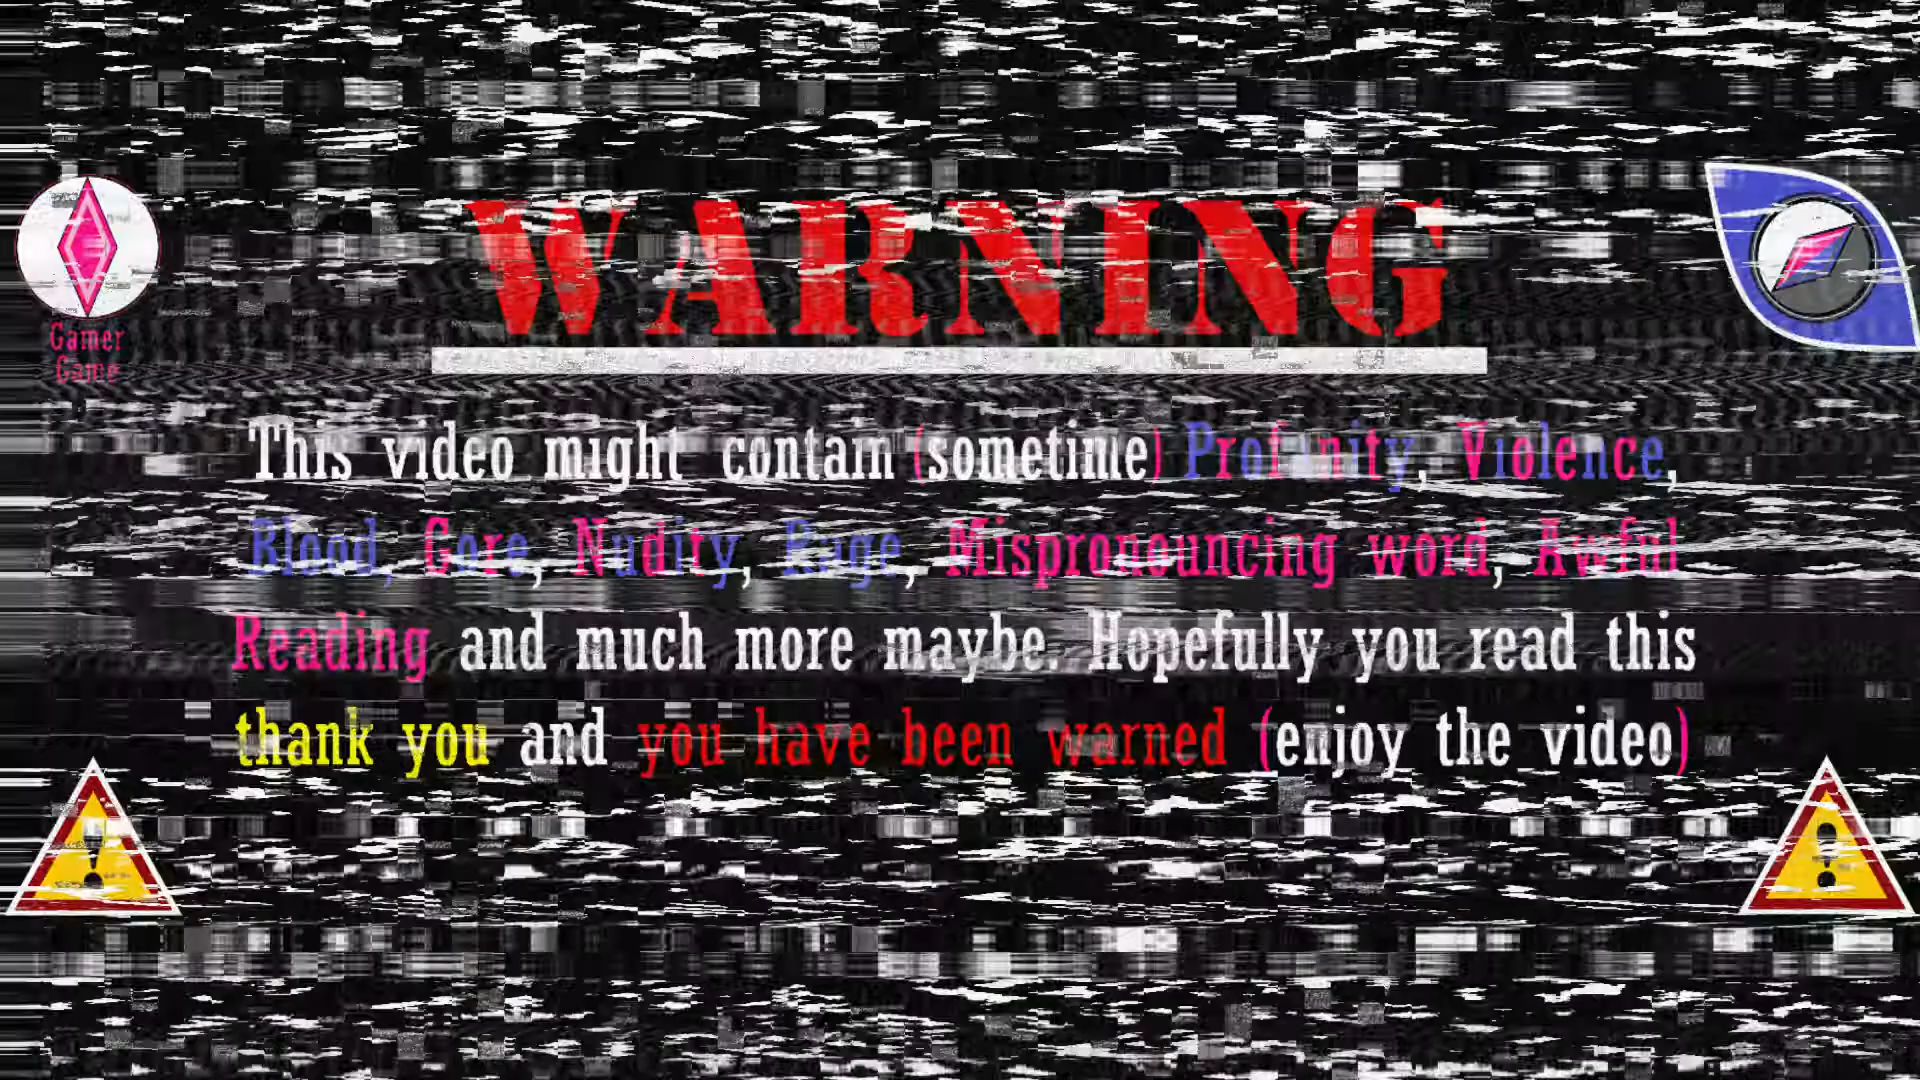 WARNING
Gamer
Game
This video might contain (sometime) Profanity, Violence,
Blood, Gore, Nudity, Rage, Mispronouncing word, Awful
Reading and much more maybe. Hopefully you read this
thank you and you have been warned (enjoy the video)